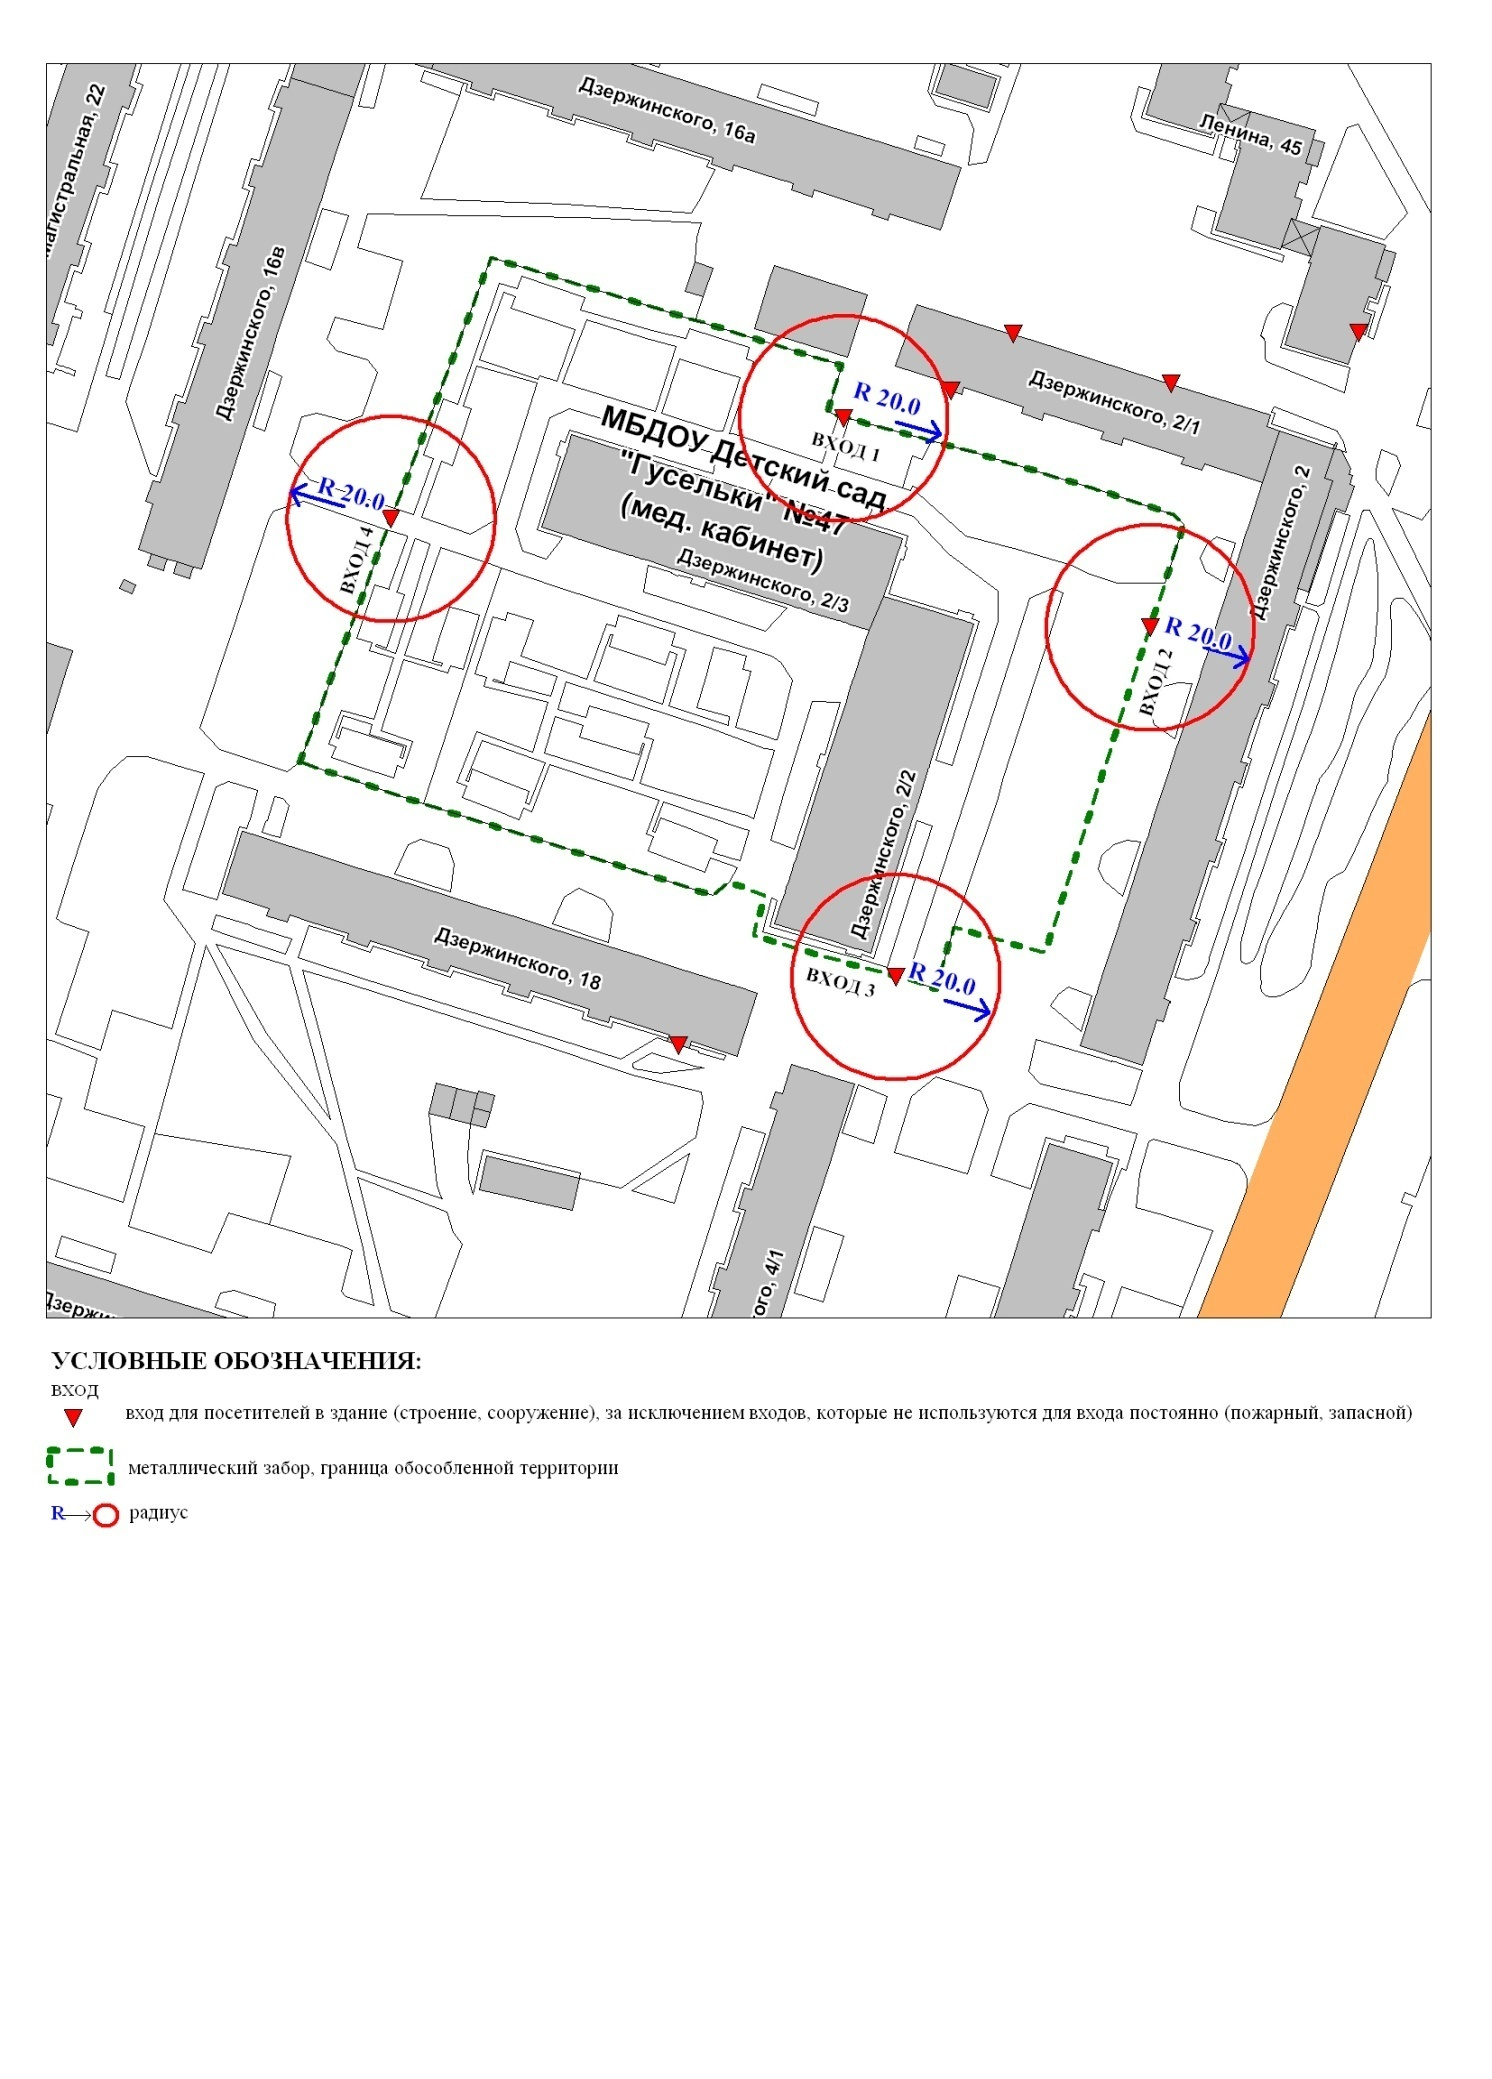 Магистральная, 22
Дзержинского, 16в
Дзержинского, 16а
Ленина, 45
Дзержинского, 2/1
Дзержинского, 2
R 20.0
ВХОД 1
МБДОУ Детский сад
"Гусельки" №47
(мед. кабинет)
Дзержинского, 2/3
R 20.0
ВХОД 4
R 20.0
ВХОД 2
Дзержинского, 2/2
Дзержинского, 18
ВХОД 3
R 20.0
ого, 4/1
Дзержин
УСЛОВНЫЕ ОБОЗНАЧЕНИЯ:
ВХОД
вход для посетителей в здание (строение, сооружение), за исключением входов, которые не используются для входа постоянно (пожарный, запасной)
металлический забор, граница обособленной территории
R
радиус